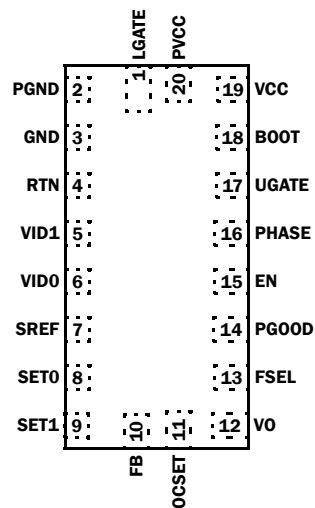 LGATE PVCC
1 20
PGND 2 19 VCC
GND 3 18 BOOT
RTN 4 17 UGATE
VID1 5 16 PHASE
VID0 6 15 EN
SREF 7 14 PGOOD
SET0 8 13 FSEL
SET1 9 12 VO
10 11
FB OCSET